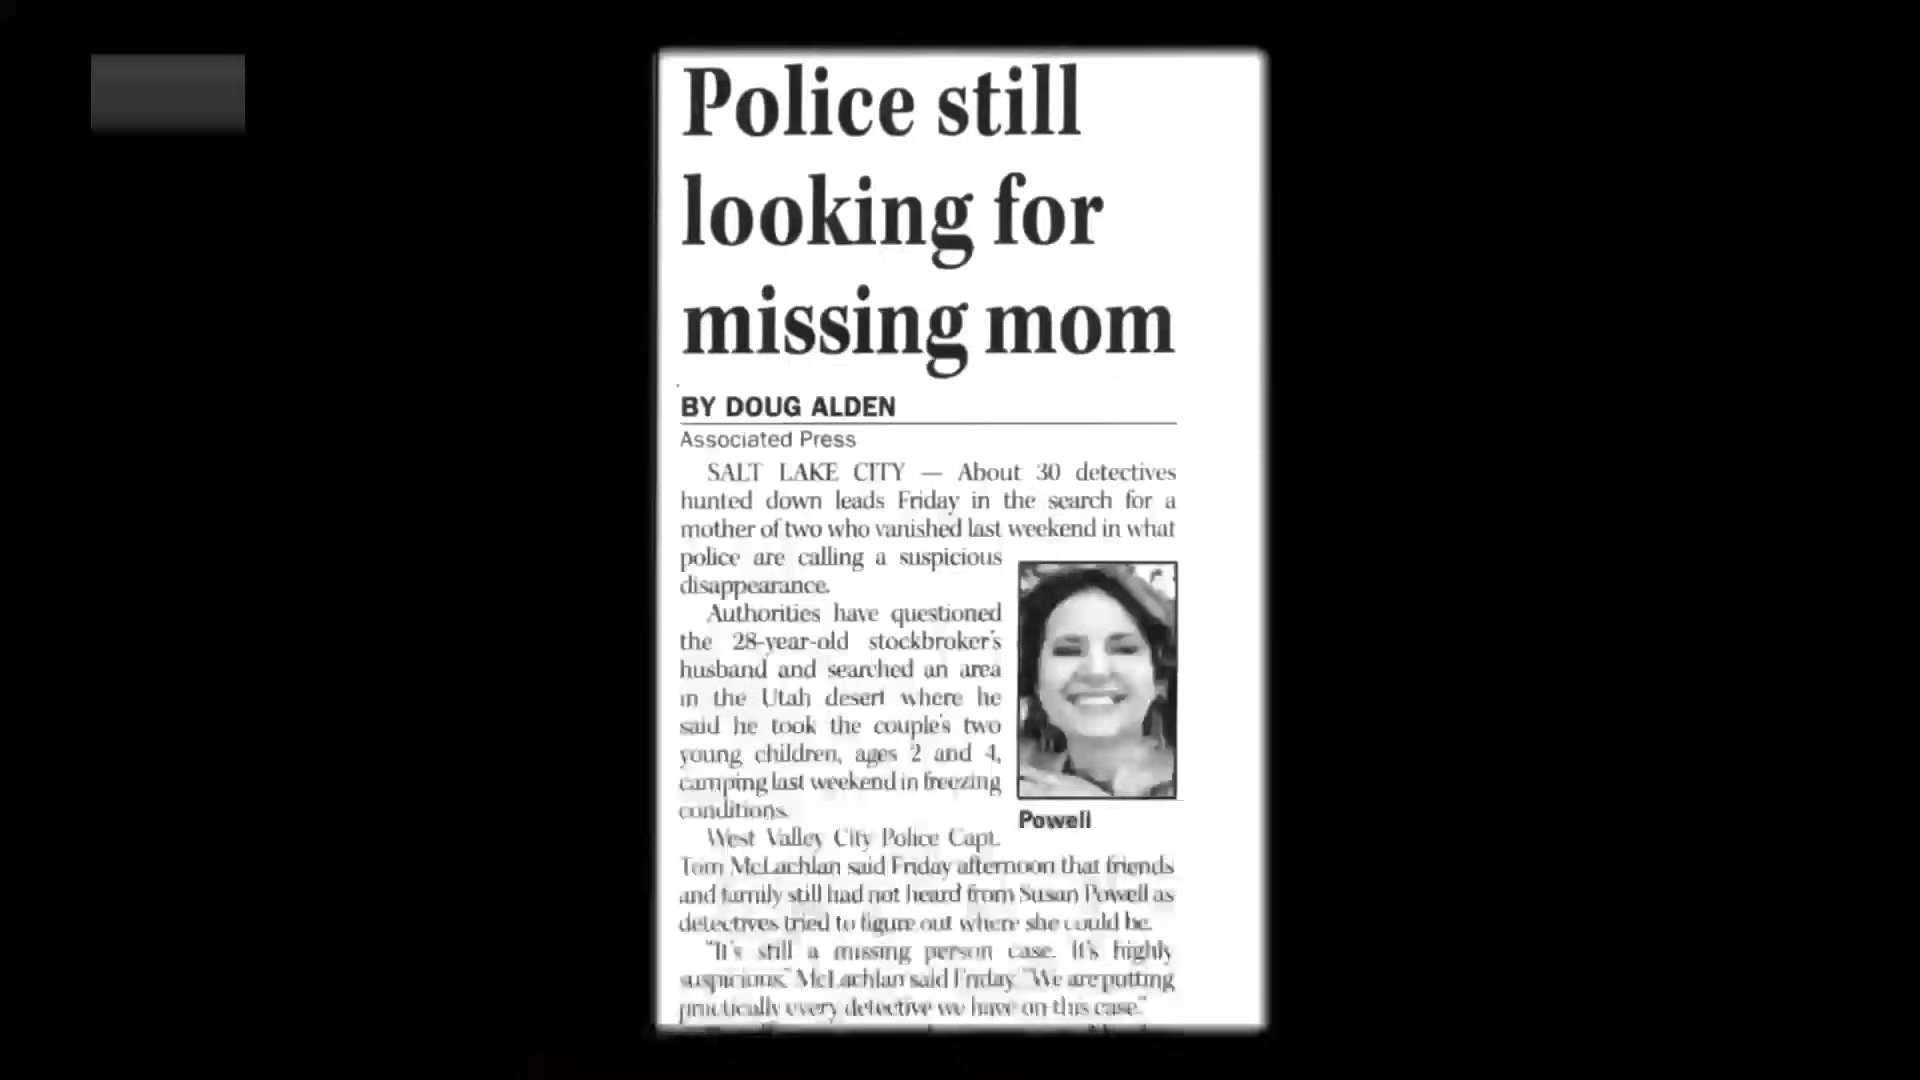 Police still
looking for
missing mom
BY DOUG ALDEN
Associated Press
SALT LAKE CITY — About 30 detectives
hunted down leads Friday in the search for a
mother of two who vanished last weekend in what
police are calling a suspicious
disappearance.
Authorities have questioned
the 28-year-old stockbroker's
husband and searched an area
in the Utah desert where he
said he took the couple's two
young children, ages 2 and 4,
camping last weekend in freezing
conditions.
Powell
West Valley City Police Capt.
Tom McLachlan said Friday afternoon that friends
and family still had not heard from Susan Powell as
detectives tried to figure out where she could be.
"It's still a missing person case. It's highly
suspicious," McLachlan said Friday. "We are putting
practically every detective we have on this case."